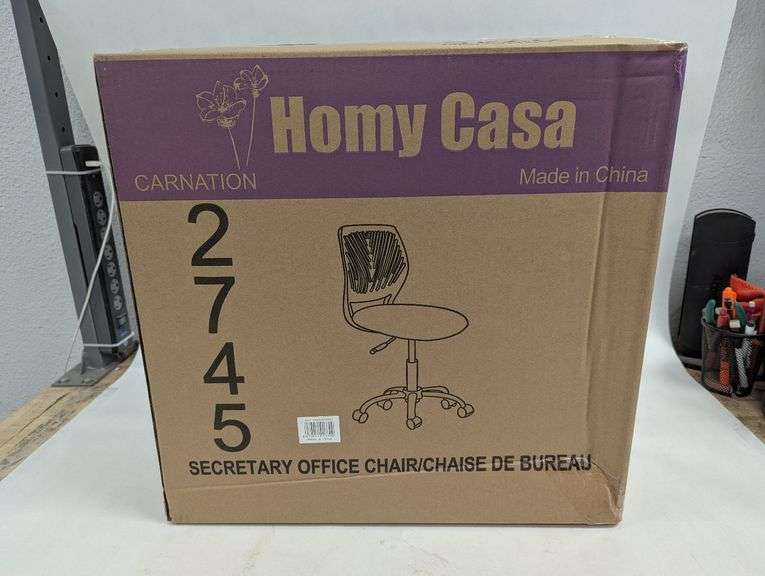 Homy Casa
CARNATION
Made in China
2
7
4
5
SECRETARY OFFICE CHAIR/CHAISE DE BUREAU